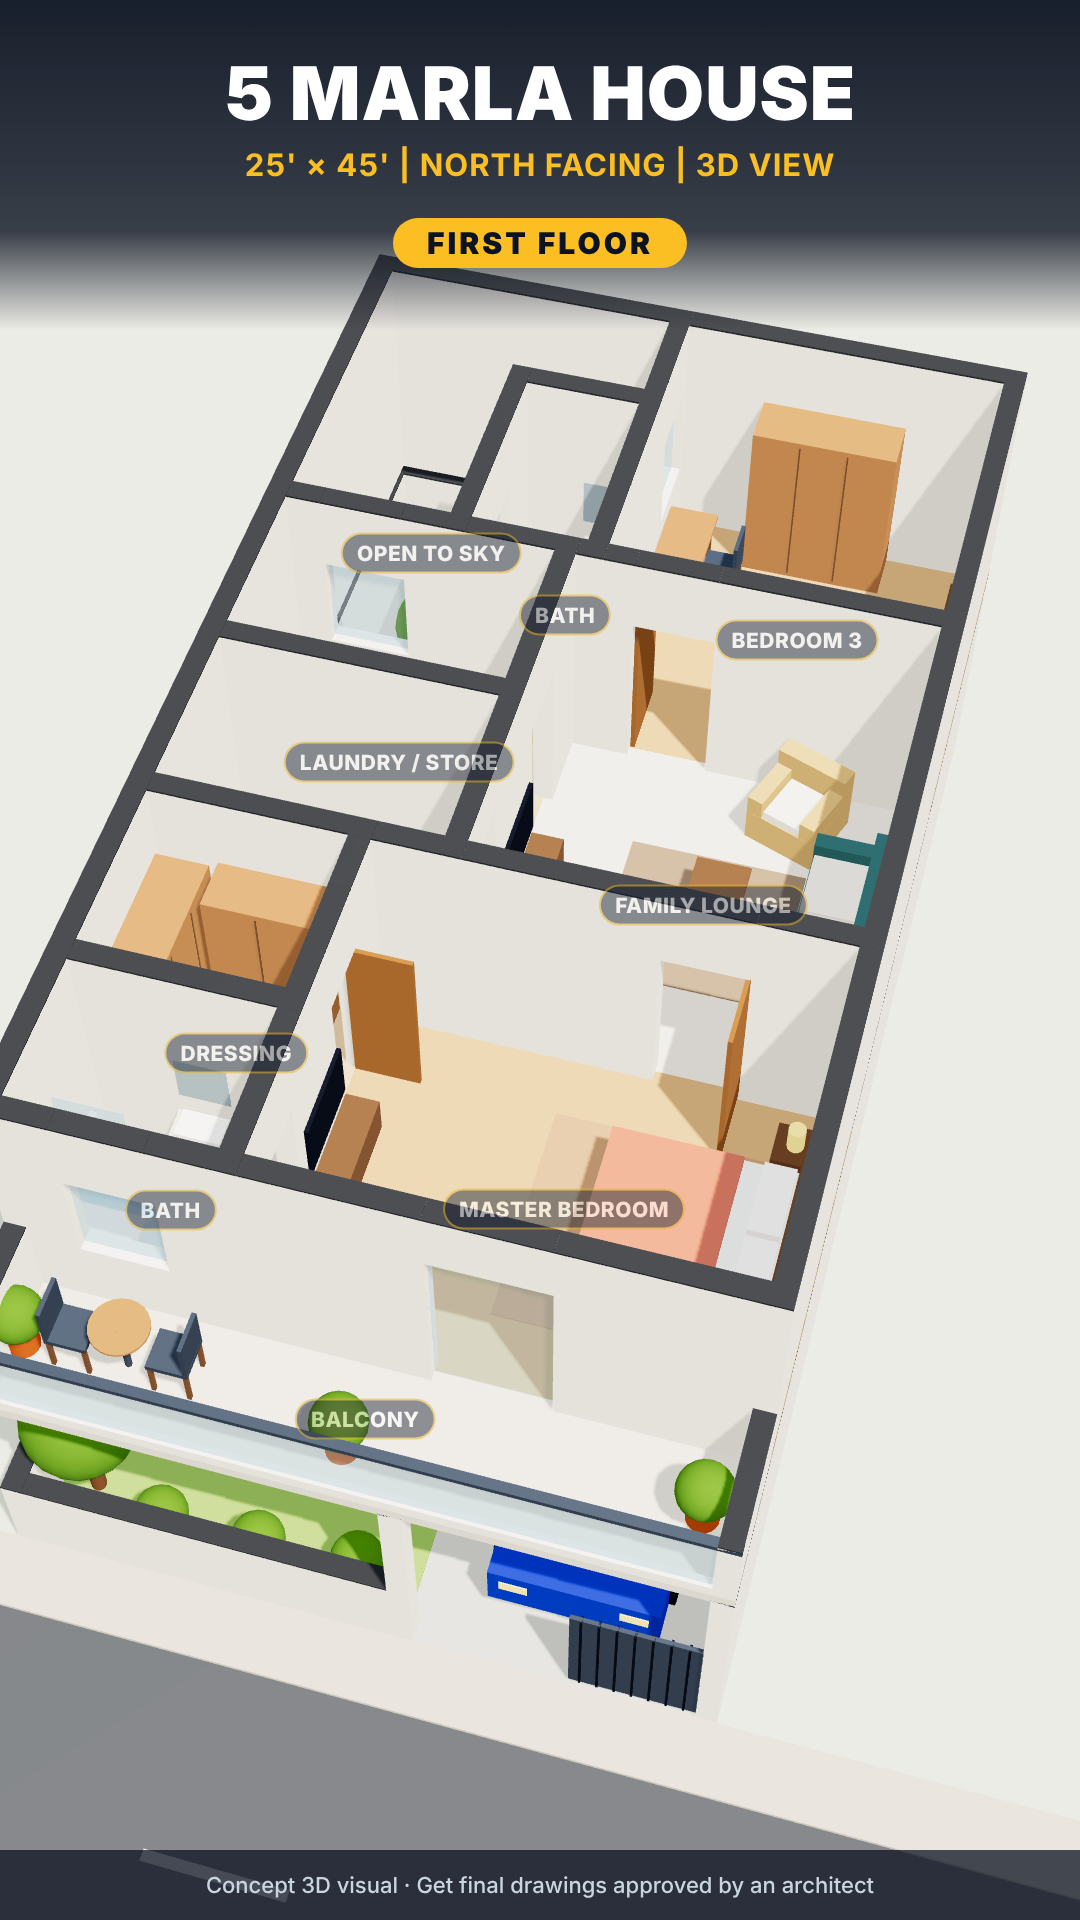 5 MARLA HOUSE
25' × 45' | NORTH FACING | 3D VIEW
FIRST FLOOR
OPEN TO SKY
BATH
BEDROOM 3
LAUNDRY / STORE
FAMILY LOUNGE
DRESSING
BATH
MASTER BEDROOM
BALCONY
Concept 3D visual · Get final drawings approved by an architect